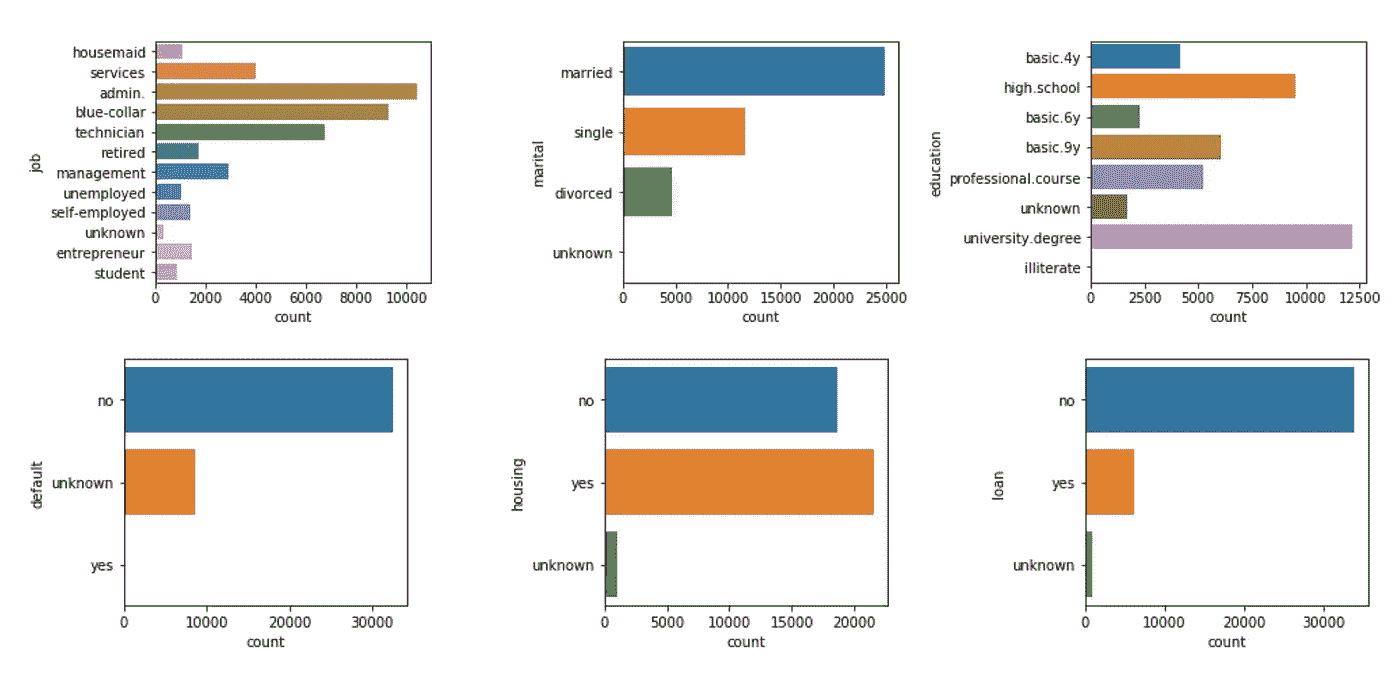 housemaid
services
admin.
blue-collar
technician
retired
management
unemployed
self-employed
unknown
entrepreneur
student
job
0 2000 4000 6000 8000 10000
count
married
single
divorced
unknown
marital
0 5000 10000 15000 20000 25000
count
basic.4y
high.school
basic.6y
basic.9y
professional.course
unknown
university.degree
illiterate
education
0 2500 5000 7500 10000 12500
count
no
unknown
yes
default
0 10000 20000 30000
count
no
yes
unknown
housing
0 5000 10000 15000 20000
count
no
yes
unknown
loan
0 10000 20000 30000
count